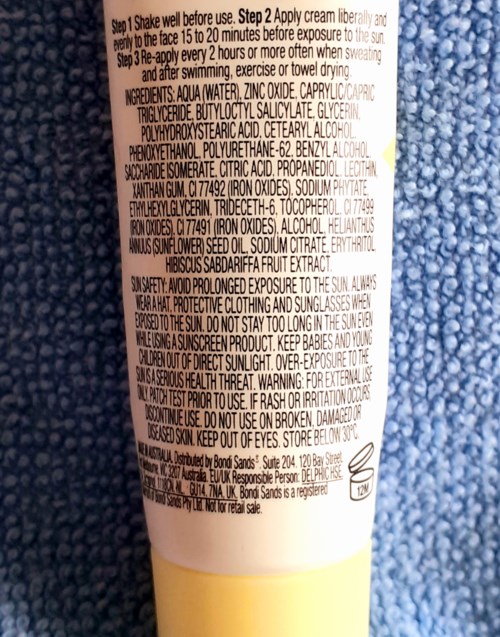 Step 1 Shake well before use. Step 2 Apply cream liberally and
evenly to the face 15 to 20 minutes before exposure to the sun.
Step 3 Re-apply every 2 hours or more often when sweating
and after swimming, exercise or towel drying.
INGREDIENTS: AQUA (WATER), ZINC OXIDE, CAPRYLIC/CAPRIC
TRIGLYCERIDE, BUTYLOCTYL SALICYLATE, GLYCERIN,
POLYHYDROXYSTEARIC ACID, CETEARYL ALCOHOL,
PHENOXYETHANOL, POLYURETHANE-62, BENZYL ALCOHOL,
SACCHARIDE ISOMERATE, CITRIC ACID, PROPANEDIOL, LECITHIN,
XANTHAN GUM, CI 77492 (IRON OXIDES), SODIUM PHYTATE,
ETHYLHEXYLGLYCERIN, TRIDECETH-6, TOCOPHEROL, CI 77499
(IRON OXIDES), CI 77491 (IRON OXIDES), ALCOHOL, HELIANTHUS
ANNUUS (SUNFLOWER) SEED OIL, SODIUM CITRATE, ERYTHRITOL,
HIBISCUS SABDARIFFA FRUIT EXTRACT.
SUN SAFETY: AVOID PROLONGED EXPOSURE TO THE SUN. ALWAYS
WEAR A HAT, PROTECTIVE CLOTHING AND SUNGLASSES WHEN
EXPOSED TO THE SUN. DO NOT STAY TOO LONG IN THE SUN EVEN
WHILE USING A SUNSCREEN PRODUCT. KEEP BABIES AND YOUNG
CHILDREN OUT OF DIRECT SUNLIGHT. OVER-EXPOSURE TO THE
SUN IS A SERIOUS HEALTH THREAT. WARNING: FOR EXTERNAL USE
ONLY. PATCH TEST PRIOR TO USE. IF RASH OR IRRITATION OCCURS,
DISCONTINUE USE. DO NOT USE ON BROKEN, DAMAGED OR
DISEASED SKIN. KEEP OUT OF EYES. STORE BELOW 30°C.
IN AUSTRALIA. Distributed by Bondi Sands®. Suite 204, 120 Bay Street,
VIC 3207 Australia. EU/UK Responsible Person: DELPHIC HSE,
GU14 7NA, UK. Bondi Sands is a registered
of Bondi Sands Pty Ltd. Not for retail sale.
12M